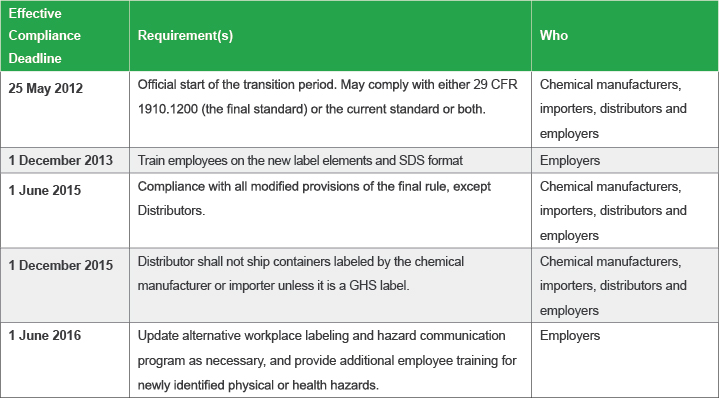 Effective
Compliance
Deadline
Requirement(s)
Who
25 May 2012
Official start of the transition period. May comply with either 29 CFR
1910.1200 (the final standard) or the current standard or both.
Chemical manufacturers,
importers, distributors and
employers
1 December 2013
Train employees on the new label elements and SDS format
Employers
1 June 2015
Compliance with all modified provisions of the final rule, except
Distributors.
Chemical manufacturers,
importers, distributors and
employers
1 December 2015
Distributor shall not ship containers labeled by the chemical
manufacturer or importer unless it is a GHS label.
Chemical manufacturers,
importers, distributors and
employers
1 June 2016
Update alternative workplace labeling and hazard communication
program as necessary, and provide additional employee training for
newly identified physical or health hazards.
Employers